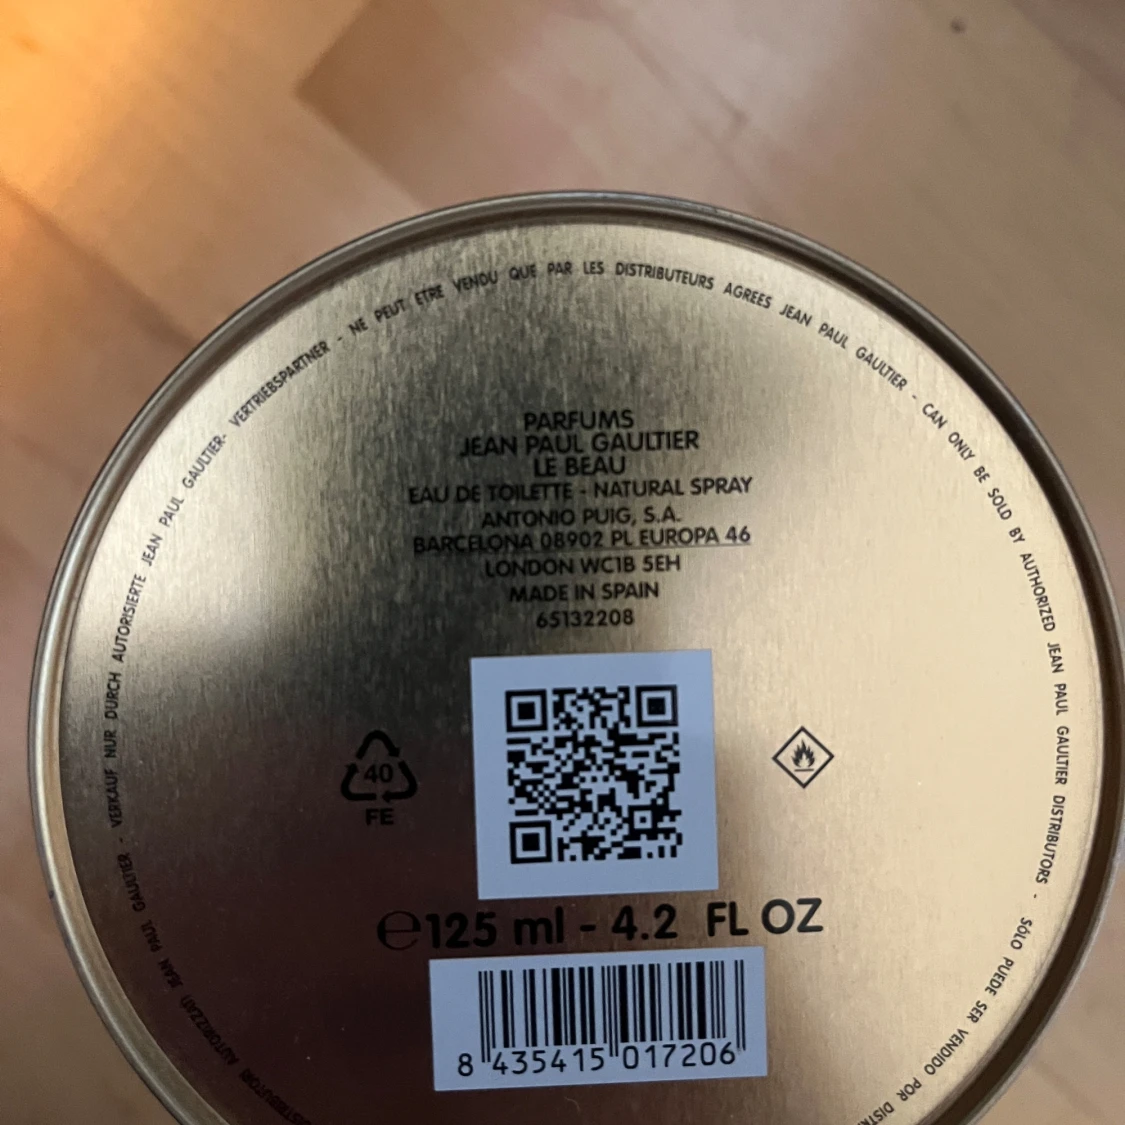 NE PEUT ETRE VENDU QUE PAR LES DISTRIBUTEURS AGREES JEAN PAUL GAULTIER - CAN ONLY BE SOLD BY AUTHORIZED JEAN PAUL GAULTIER DISTRIBUTORS - SÓLO PUEDE SER VENDIDO POR
AUTORIZZATI JEAN PAUL GAULTIER - VERKAUF NUR DURCH AUTORISIERTE JEAN PAUL GAULTIER- VERTRIEBSPARTNER -
PARFUMS
JEAN PAUL GAULTIER
LE BEAU
EAU DE TOILETTE - NATURAL SPRAY
ANTONIO PUIG, S.A.
BARCELONA 08902 PL EUROPA 46
LONDON WC1B 5EH
MADE IN SPAIN
65132208
40
FE
℮125 ml - 4.2 FL OZ
8 435415 017206